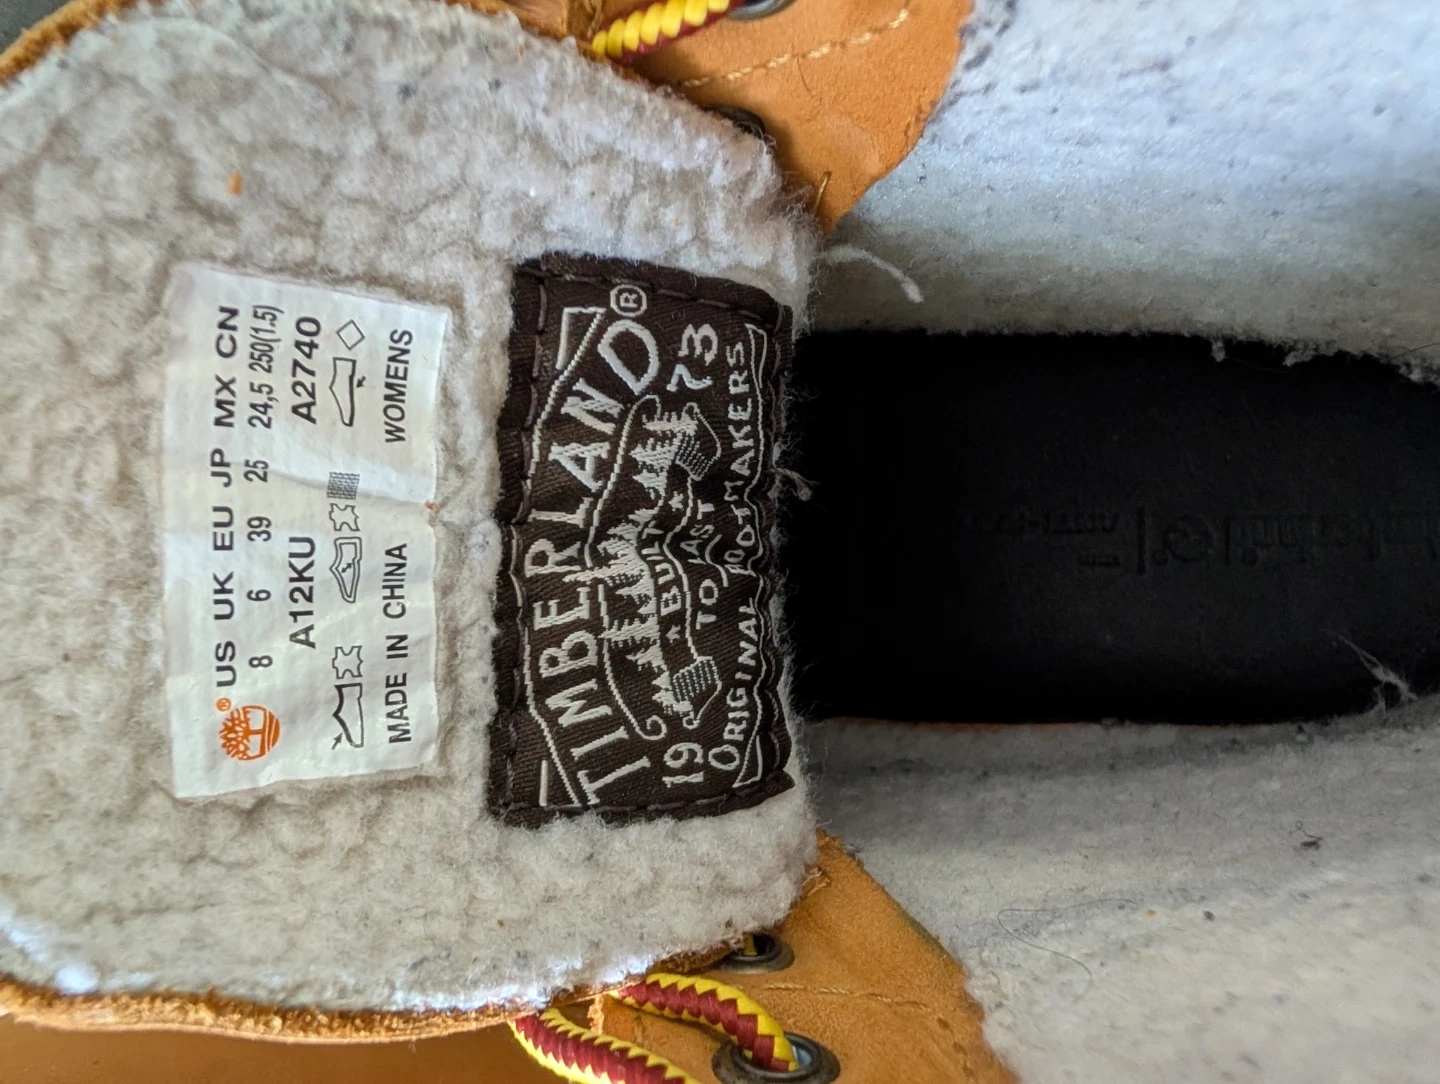 US UK EU JP MX CN
8 6 39 25 24,5 250(1.5)
A12KU A2740
MADE IN CHINA WOMENS
TIMBERLAND®
★ BUILT ★
TO LAST
19 73
ORIGINAL BOOTMAKERS